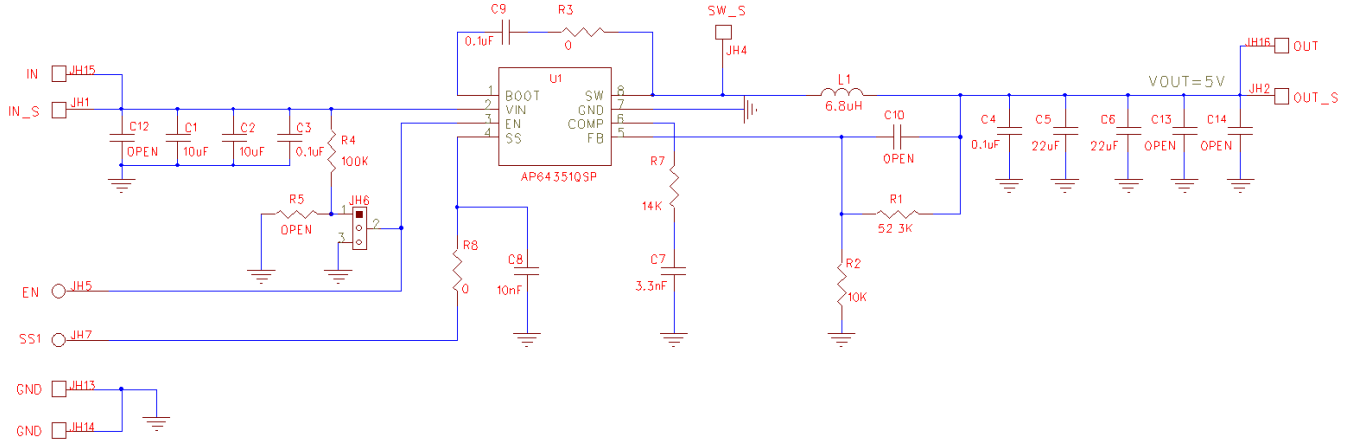 SW_S
C9
R3
0.1uF
0
JH4
IN
JH15
U1
JH16
OUT
L1
VOUT=5V
1
BOOT
SW
8
JH2
OUT_S
IN_S
JH1
2
VIN
GND
7
6.8uH
3
EN
COMP
6
4
SS
FB
5
C12
C1
C2
C3
R4
C10
C4
C5
C6
C13
C14
OPEN
10uF
10uF
0.1uF
100K
AP64351QSP
R7
OPEN
0.1uF
22uF
22uF
OPEN
OPEN
R5
JH6
14K
R1
OPEN
1
2
3
52.3K
R8
C8
C7
R2
EN
JH5
0
10nF
3.3nF
10K
SS1
JH7
GND
JH13
GND
JH14